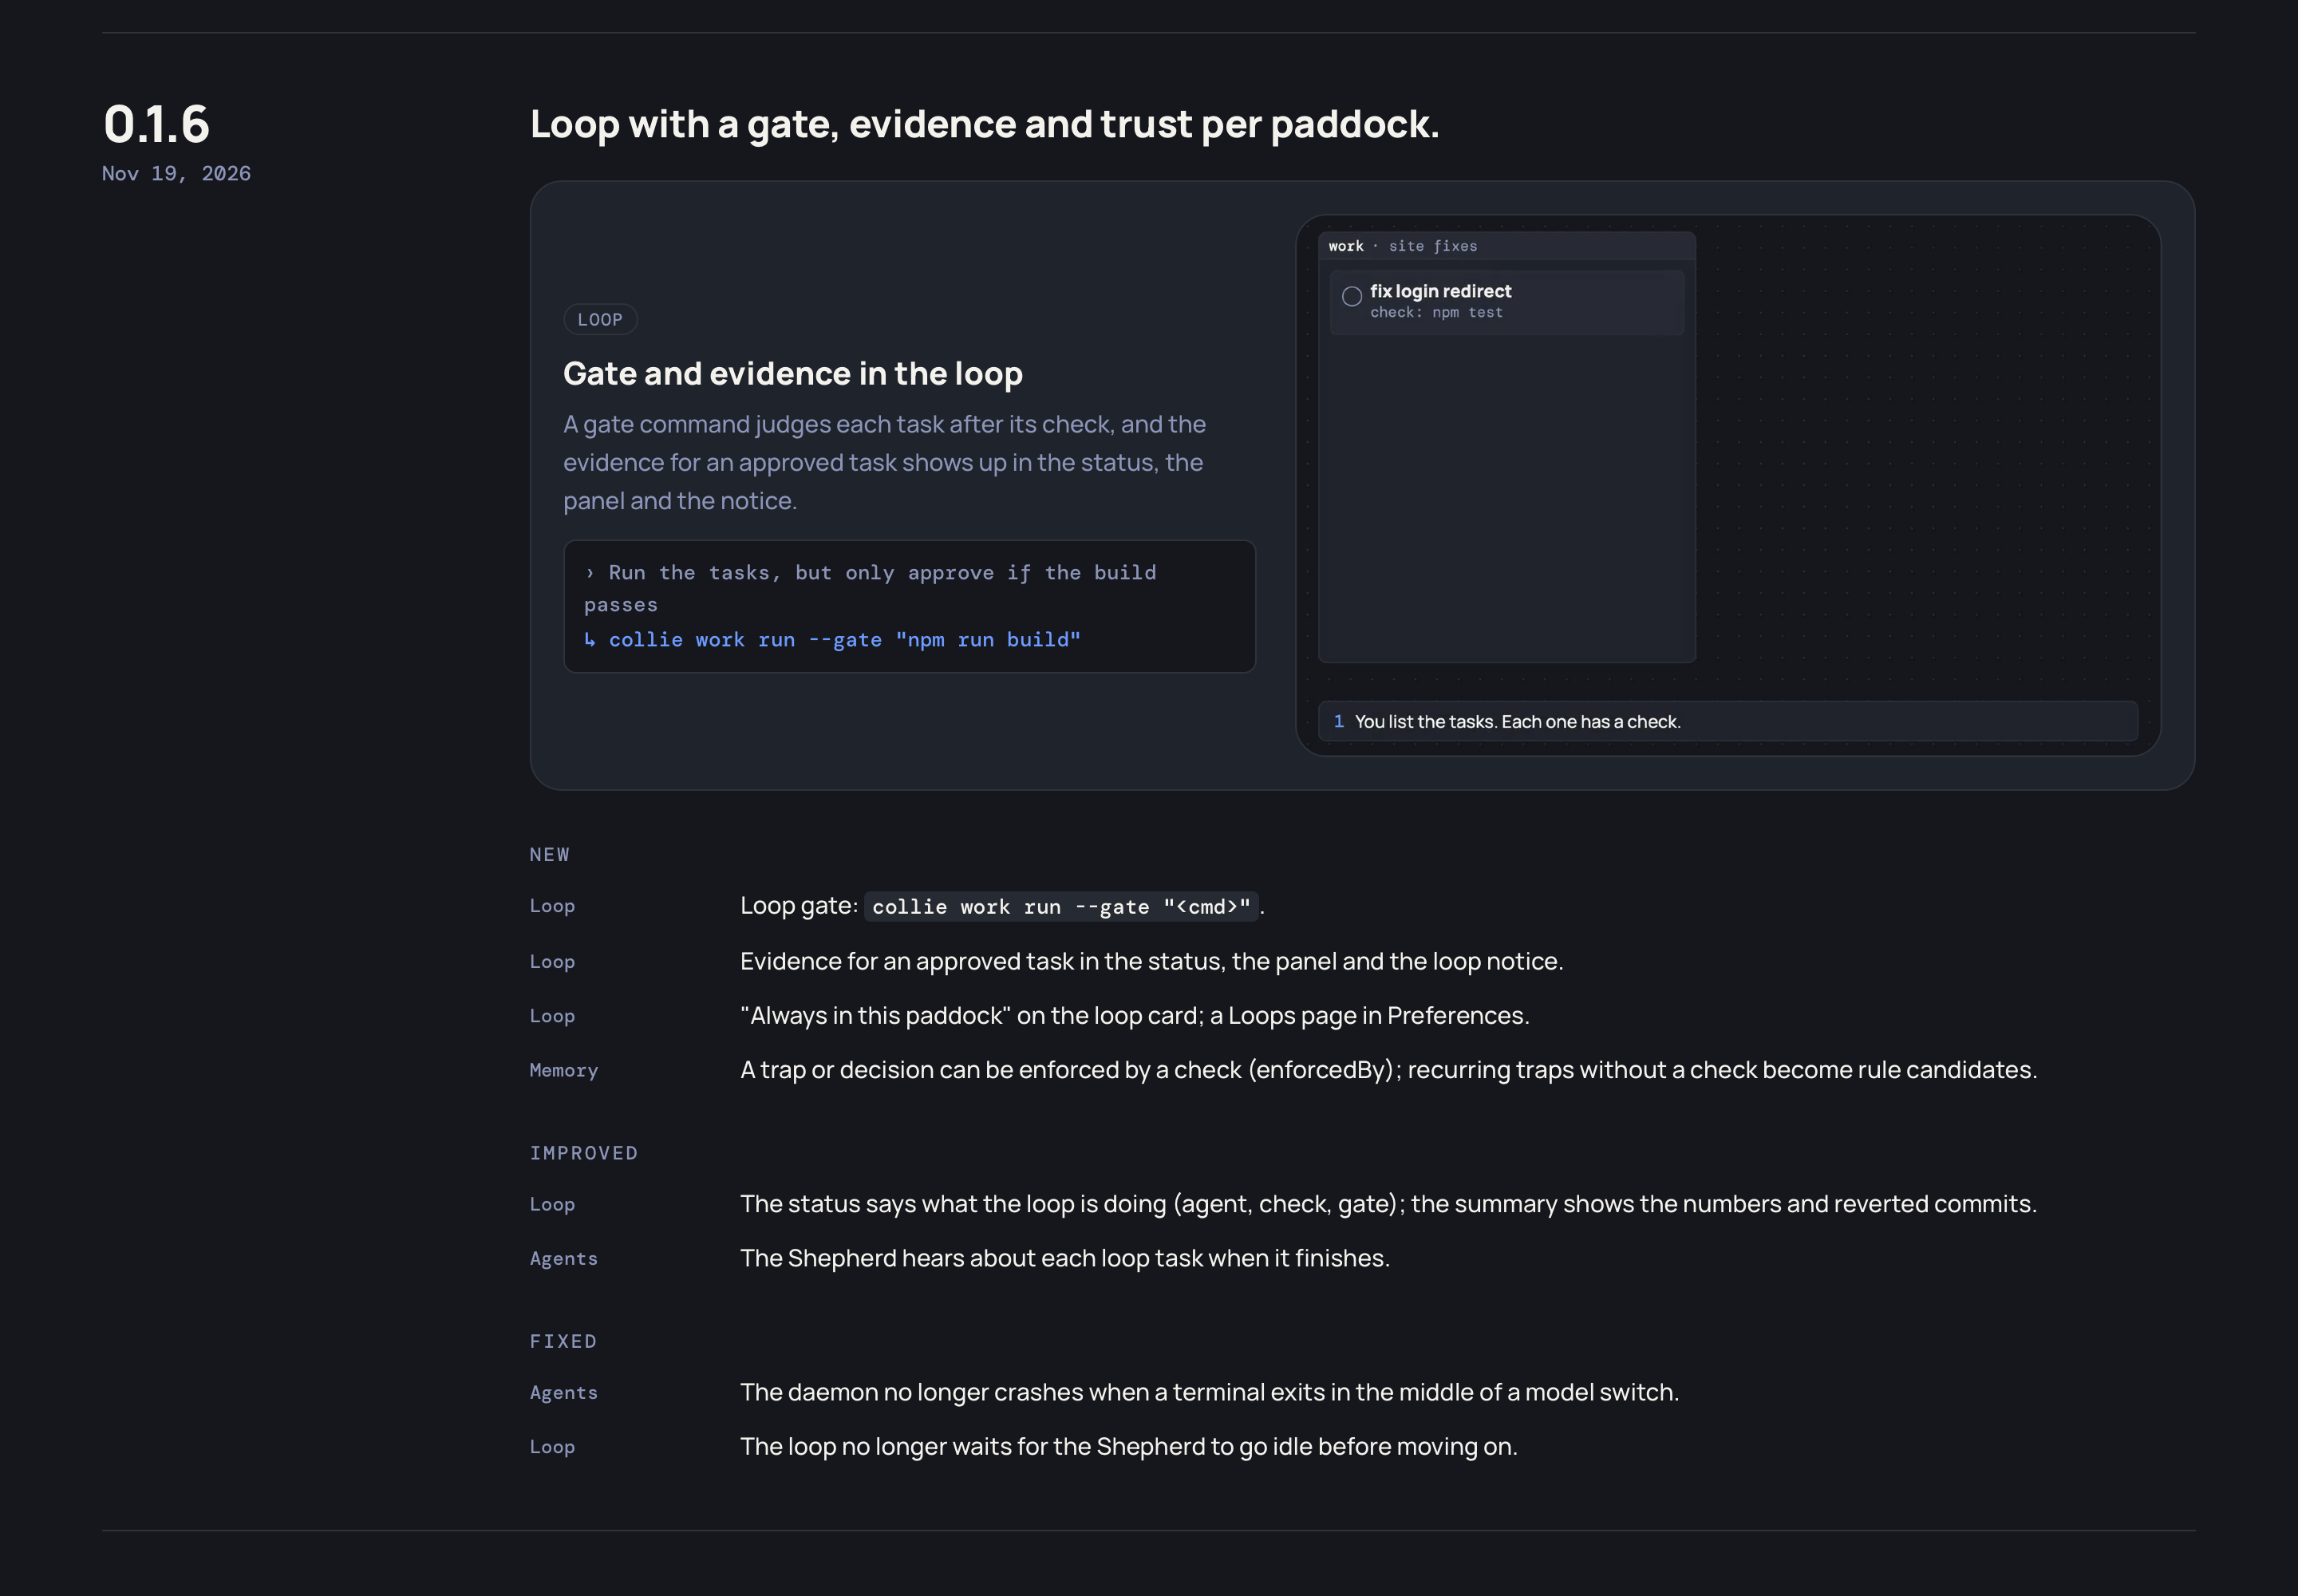 0.1.6
Nov 19, 2026
Loop with a gate, evidence and trust per paddock.
LOOP
Gate and evidence in the loop
A gate command judges each task after its check, and the
evidence for an approved task shows up in the status, the
panel and the notice.
› Run the tasks, but only approve if the build
passes
↳ collie work run --gate "npm run build"
work · site fixes
fix login redirect
check: npm test
1 You list the tasks. Each one has a check.
NEW
Loop Loop gate: collie work run --gate "<cmd>".
Loop Evidence for an approved task in the status, the panel and the loop notice.
Loop "Always in this paddock" on the loop card; a Loops page in Preferences.
Memory A trap or decision can be enforced by a check (enforcedBy); recurring traps without a check become rule candidates.
IMPROVED
Loop The status says what the loop is doing (agent, check, gate); the summary shows the numbers and reverted commits.
Agents The Shepherd hears about each loop task when it finishes.
FIXED
Agents The daemon no longer crashes when a terminal exits in the middle of a model switch.
Loop The loop no longer waits for the Shepherd to go idle before moving on.